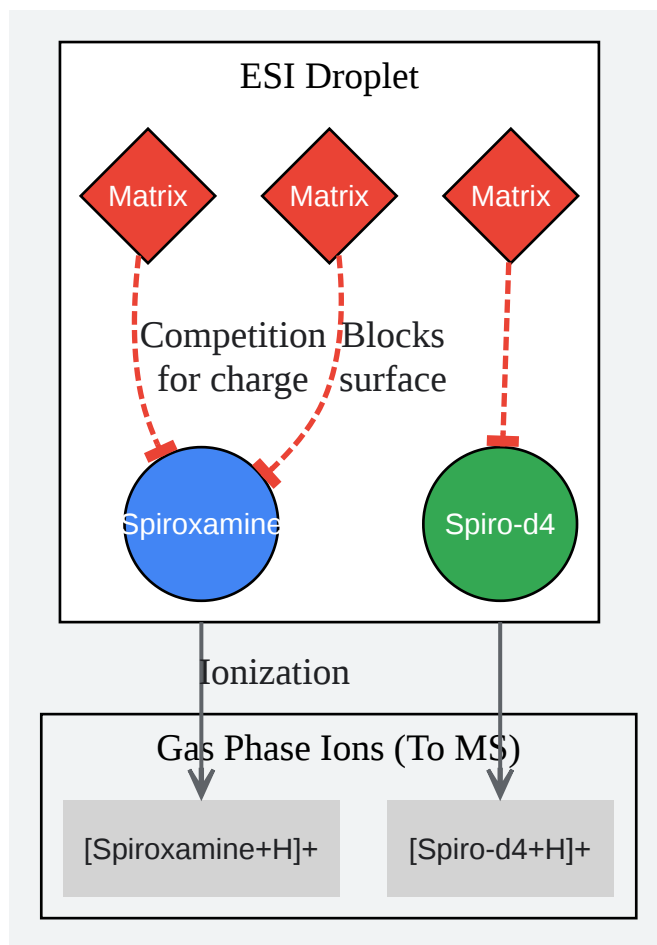 ESI Droplet
Matrix
Matrix
Matrix
Competition
for charge
Blocks
surface
Spiroxamine
Spiro-d4
Ionization
Gas Phase Ions (To MS)
[Spiroxamine+H]+
[Spiro-d4+H]+